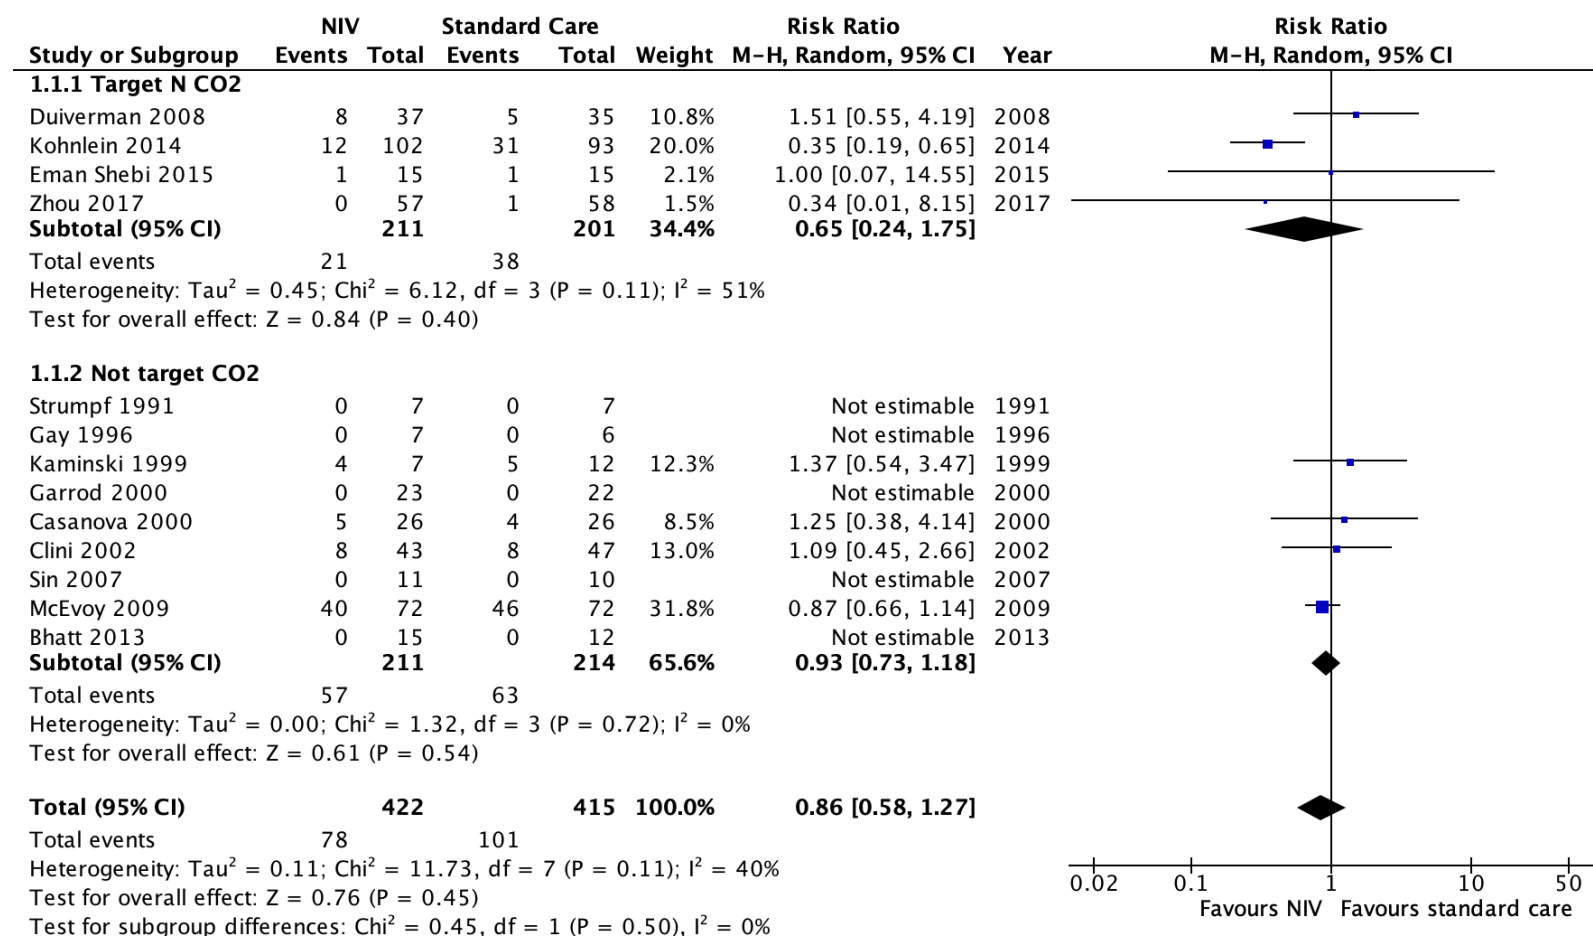 NIV Standard Care Risk Ratio Risk Ratio
Study or Subgroup Events Total Events Total Weight M-H, Random, 95% CI Year M-H, Random, 95% CI
1.1.1 Target N CO2
Duiverman 2008 8 37 5 35 10.8% 1.51 [0.55, 4.19] 2008
Kohnlein 2014 12 102 31 93 20.0% 0.35 [0.19, 0.65] 2014
Eman Shebi 2015 1 15 1 15 2.1% 1.00 [0.07, 14.55] 2015
Zhou 2017 0 57 1 58 1.5% 0.34 [0.01, 8.15] 2017
Subtotal (95% CI) 211 201 34.4% 0.65 [0.24, 1.75]
Total events 21 38
Heterogeneity: Tau² = 0.45; Chi² = 6.12, df = 3 (P = 0.11); I² = 51%
Test for overall effect: Z = 0.84 (P = 0.40)
1.1.2 Not target CO2
Strumpf 1991 0 7 0 7 Not estimable 1991
Gay 1996 0 7 0 6 Not estimable 1996
Kaminski 1999 4 7 5 12 12.3% 1.37 [0.54, 3.47] 1999
Garrod 2000 0 23 0 22 Not estimable 2000
Casanova 2000 5 26 4 26 8.5% 1.25 [0.38, 4.14] 2000
Clini 2002 8 43 8 47 13.0% 1.09 [0.45, 2.66] 2002
Sin 2007 0 11 0 10 Not estimable 2007
McEvoy 2009 40 72 46 72 31.8% 0.87 [0.66, 1.14] 2009
Bhatt 2013 0 15 0 12 Not estimable 2013
Subtotal (95% CI) 211 214 65.6% 0.93 [0.73, 1.18]
Total events 57 63
Heterogeneity: Tau² = 0.00; Chi² = 1.32, df = 3 (P = 0.72); I² = 0%
Test for overall effect: Z = 0.61 (P = 0.54)
Total (95% CI) 422 415 100.0% 0.86 [0.58, 1.27]
Total events 78 101
Heterogeneity: Tau² = 0.11; Chi² = 11.73, df = 7 (P = 0.11); I² = 40%
Test for overall effect: Z = 0.76 (P = 0.45)
Test for subgroup differences: Chi² = 0.45, df = 1 (P = 0.50), I² = 0%
0.02 0.1 1 10 50
Favours NIV Favours standard care